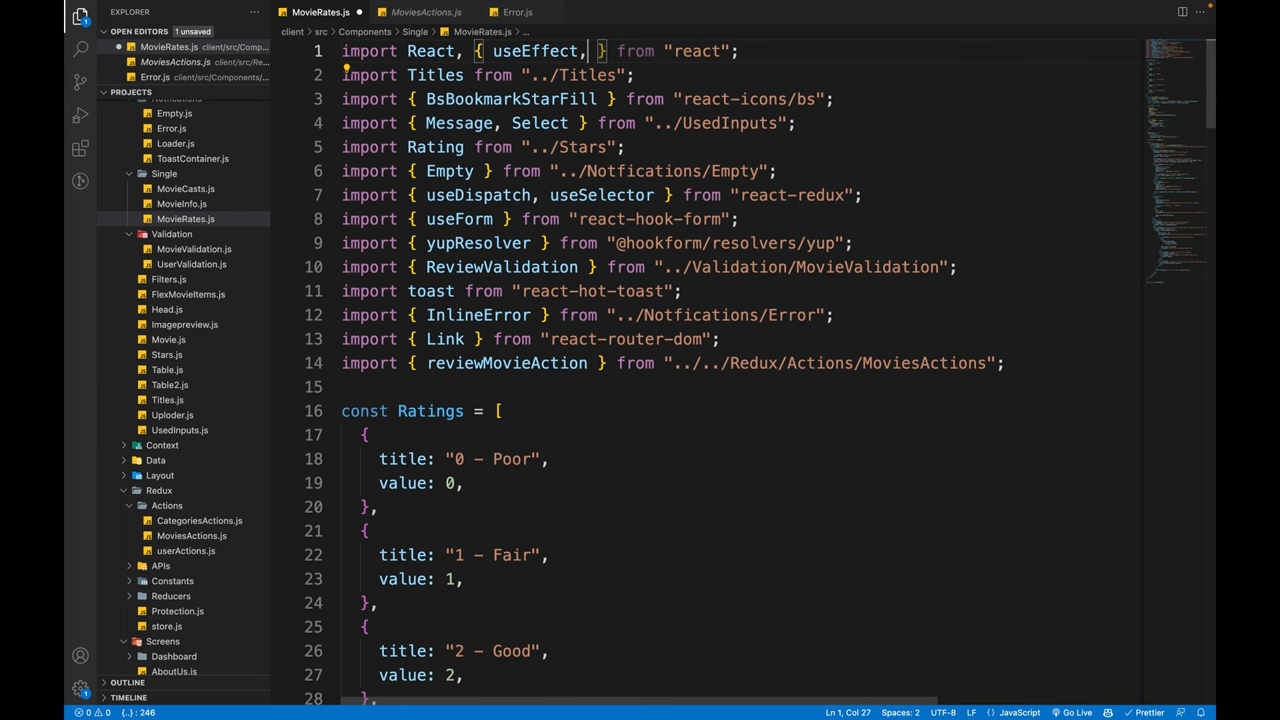 EXPLORER
MovieRates.js
MoviesActions.js
Error.js
OPEN EDITORS 1 unsaved
MovieRates.js client/src/Comp...
MoviesActions.js client/src/Re...
Error.js client/src/Components/...
PROJECTS
Empty.js
Error.js
Loader.js
ToastContainer.js
Single
MovieCasts.js
MovieInfo.js
MovieRates.js
Validation
MovieValidation.js
UserValidation.js
Filters.js
FlexMovieItems.js
Head.js
Imagepreview.js
Movie.js
Stars.js
Table.js
Table2.js
Titles.js
Uploder.js
UsedInputs.js
Context
Data
Layout
Redux
Actions
CategoriesActions.js
MoviesActions.js
userActions.js
APIs
Constants
Reducers
Protection.js
store.js
Screens
Dashboard
AboutUs.js
OUTLINE
TIMELINE
client > src > Components > Single > MovieRates.js > ...
1 import React, { useEffect, } from "react";
2 import Titles from "../Titles";
3 import { BsBookmarkStarFill } from "react-icons/bs";
4 import { Message, Select } from "../UsedInputs";
5 import Rating from "../Stars";
6 import { Empty } from "../Notfications/Empty";
7 import { useDispatch, useSelector } from "react-redux";
8 import { useForm } from "react-hook-form";
9 import { yupResolver } from "@hookform/resolvers/yup";
10 import { ReviewValidation } from "../Validation/MovieValidation";
11 import toast from "react-hot-toast";
12 import { InlineError } from "../Notfications/Error";
13 import { Link } from "react-router-dom";
14 import { reviewMovieAction } from "../../Redux/Actions/MoviesActions";
15
16 const Ratings = [
17 {
18 title: "0 - Poor",
19 value: 0,
20 },
21 {
22 title: "1 - Fair",
23 value: 1,
24 },
25 {
26 title: "2 - Good",
27 value: 2,
28 },
1
0 0 {..} : 246 Ln 1, Col 27 Spaces: 2 UTF-8 LF {} JavaScript Go Live Prettier